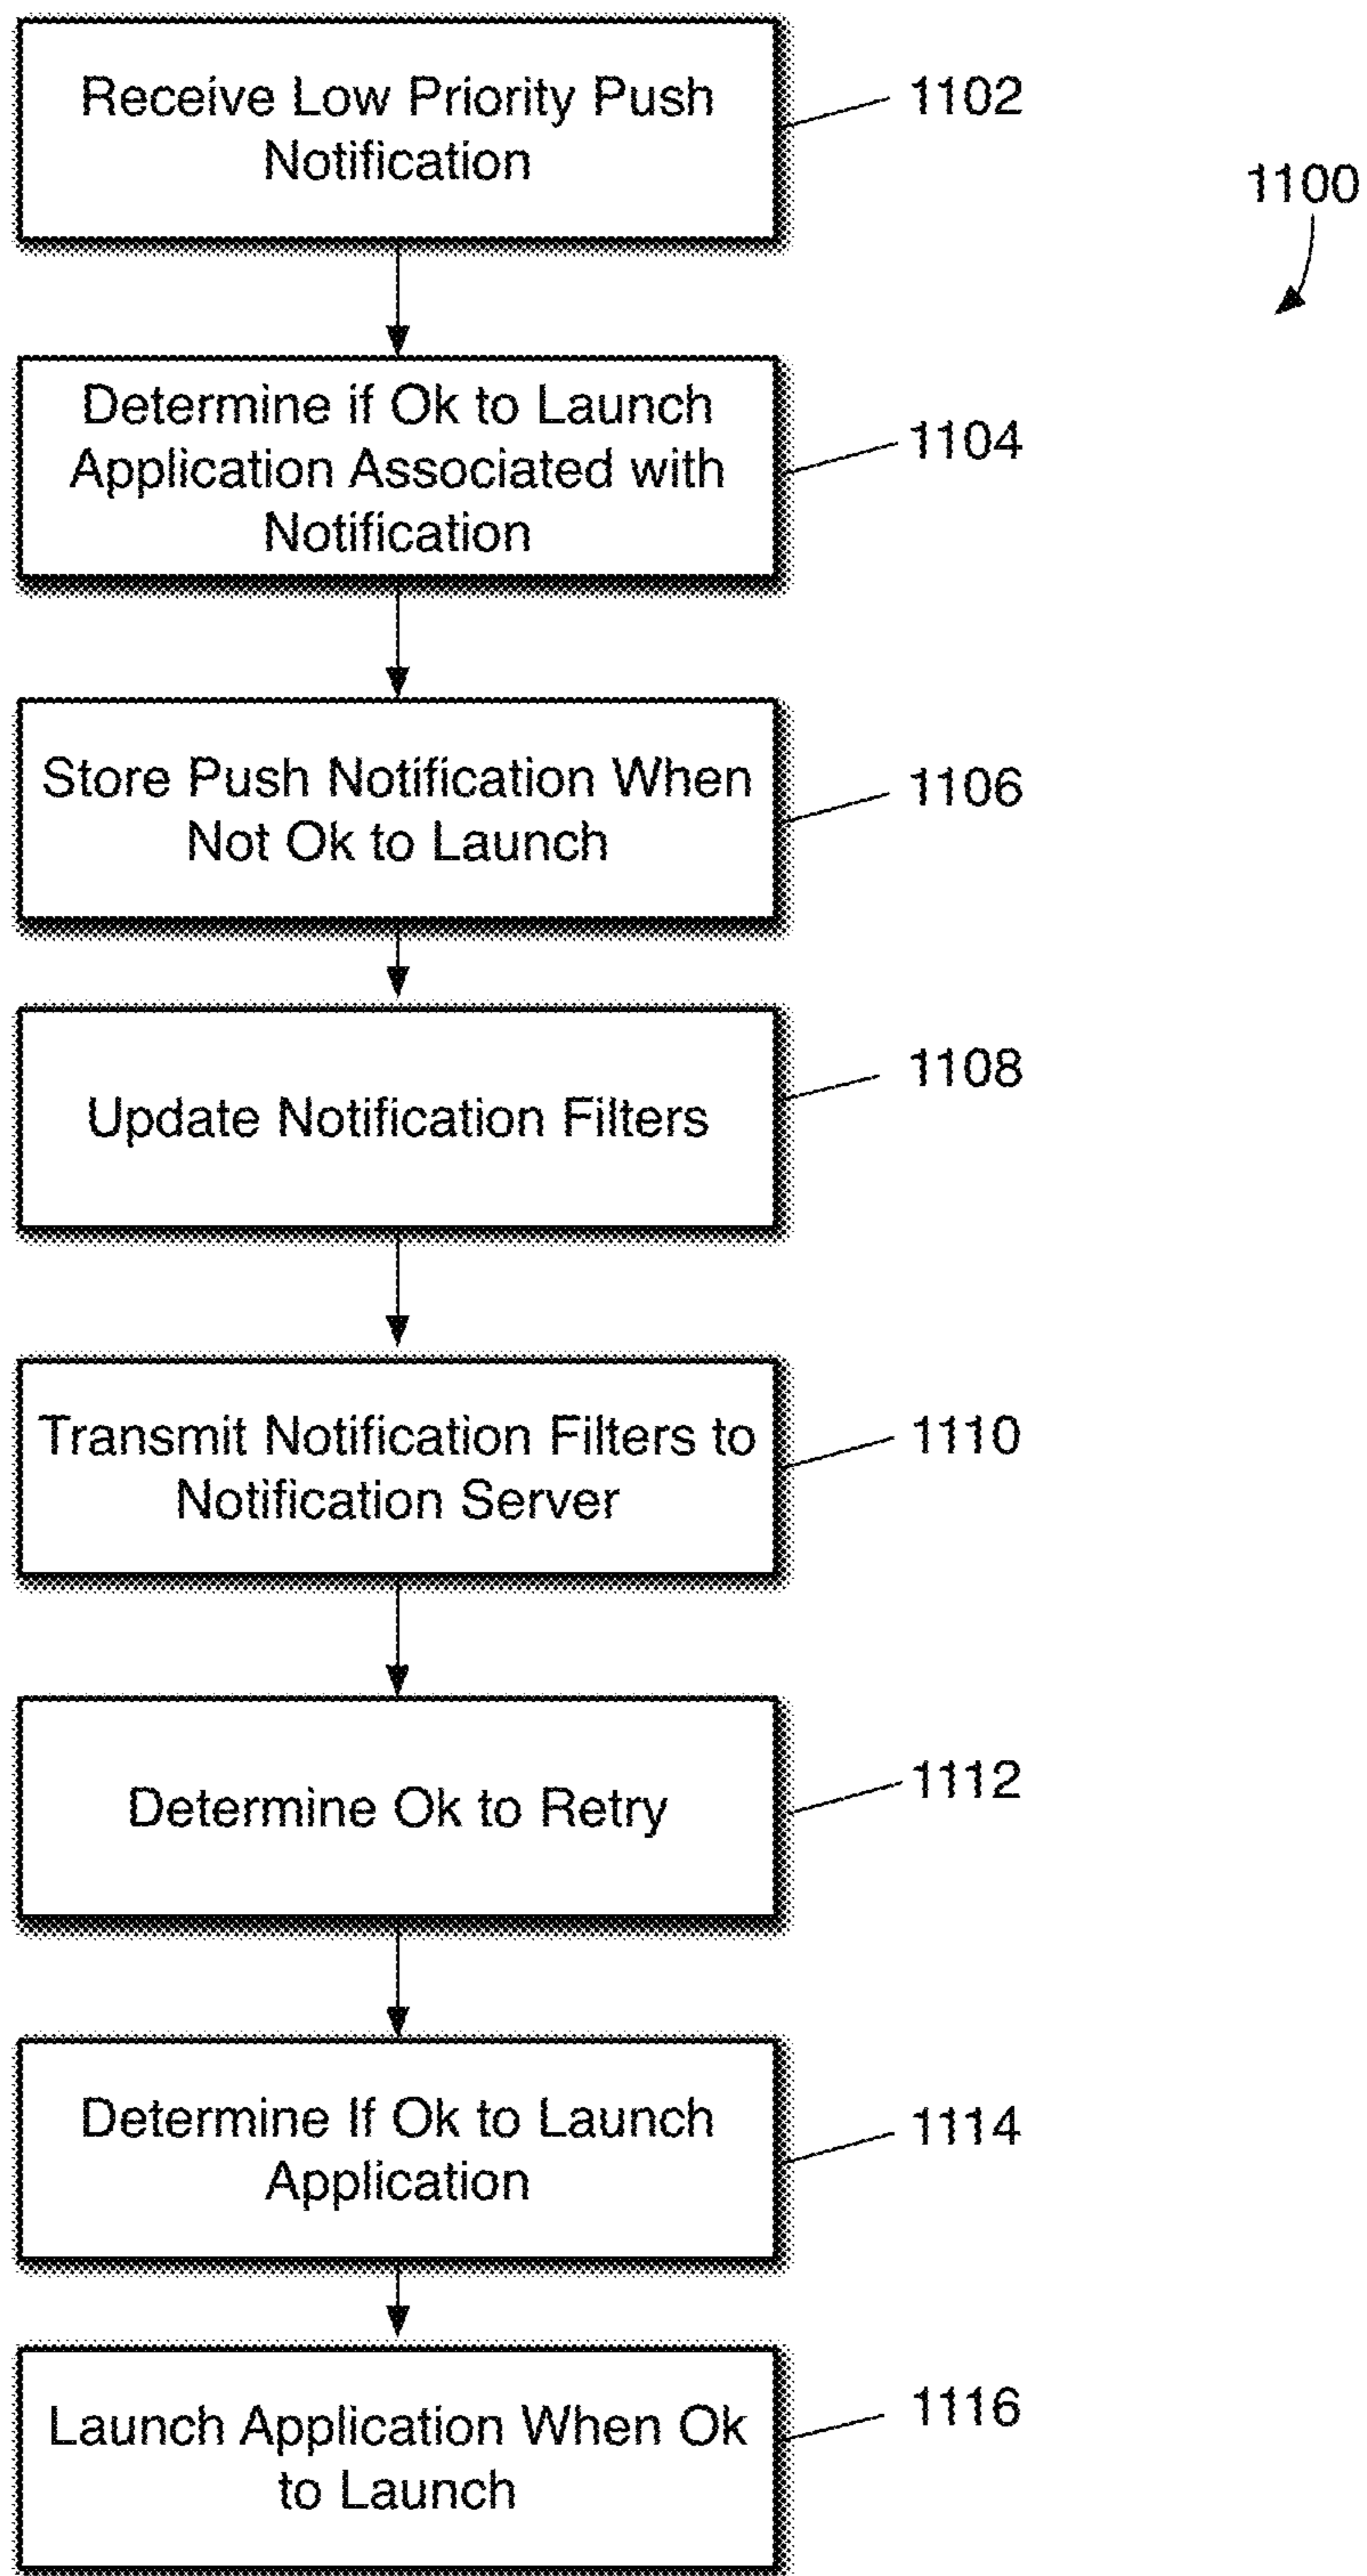 Receive Low Priority Push
Notification
1102
1100
Determine if Ok to Launch
Application Associated with
Notification
1104
Store Push Notification When
Not Ok to Launch
1106
Update Notification Filters
1108
Transmit Notification Filters to
Notification Server
1110
Determine Ok to Retry
1112
Determine If Ok to Launch
Application
1114
Launch Application When Ok
to Launch
1116